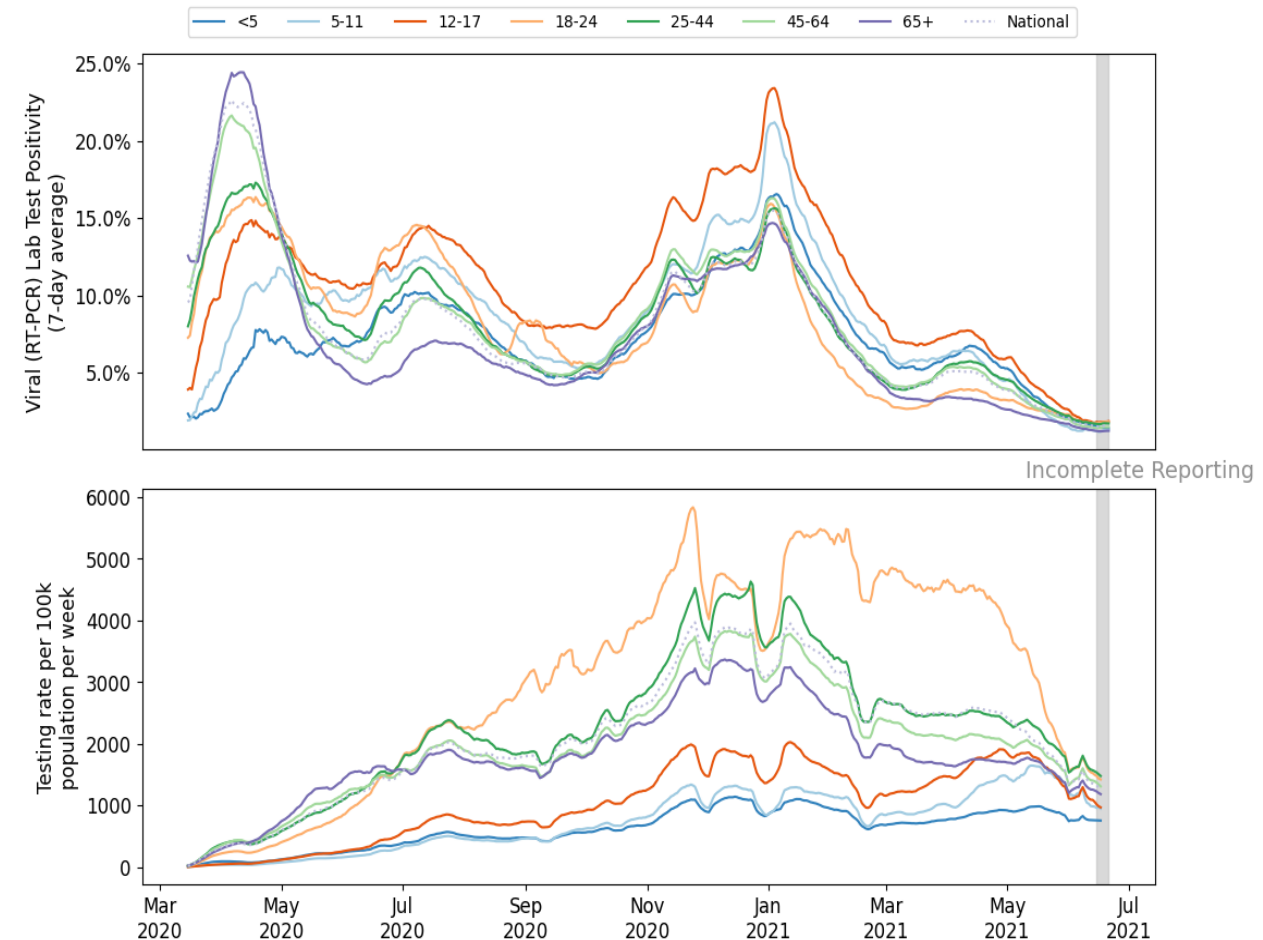 <5 5-11 12-17 18-24 25-44 45-64 65+ National
Viral (RT-PCR) Lab Test Positivity
(7-day average)
25.0%
20.0%
15.0%
10.0%
5.0%
Incomplete Reporting
Testing rate per 100k
population per week
6000
5000
4000
3000
2000
1000
0
Mar May Jul Sep Nov Jan Mar May Jul
2020 2020 2020 2020 2020 2021 2021 2021 2021